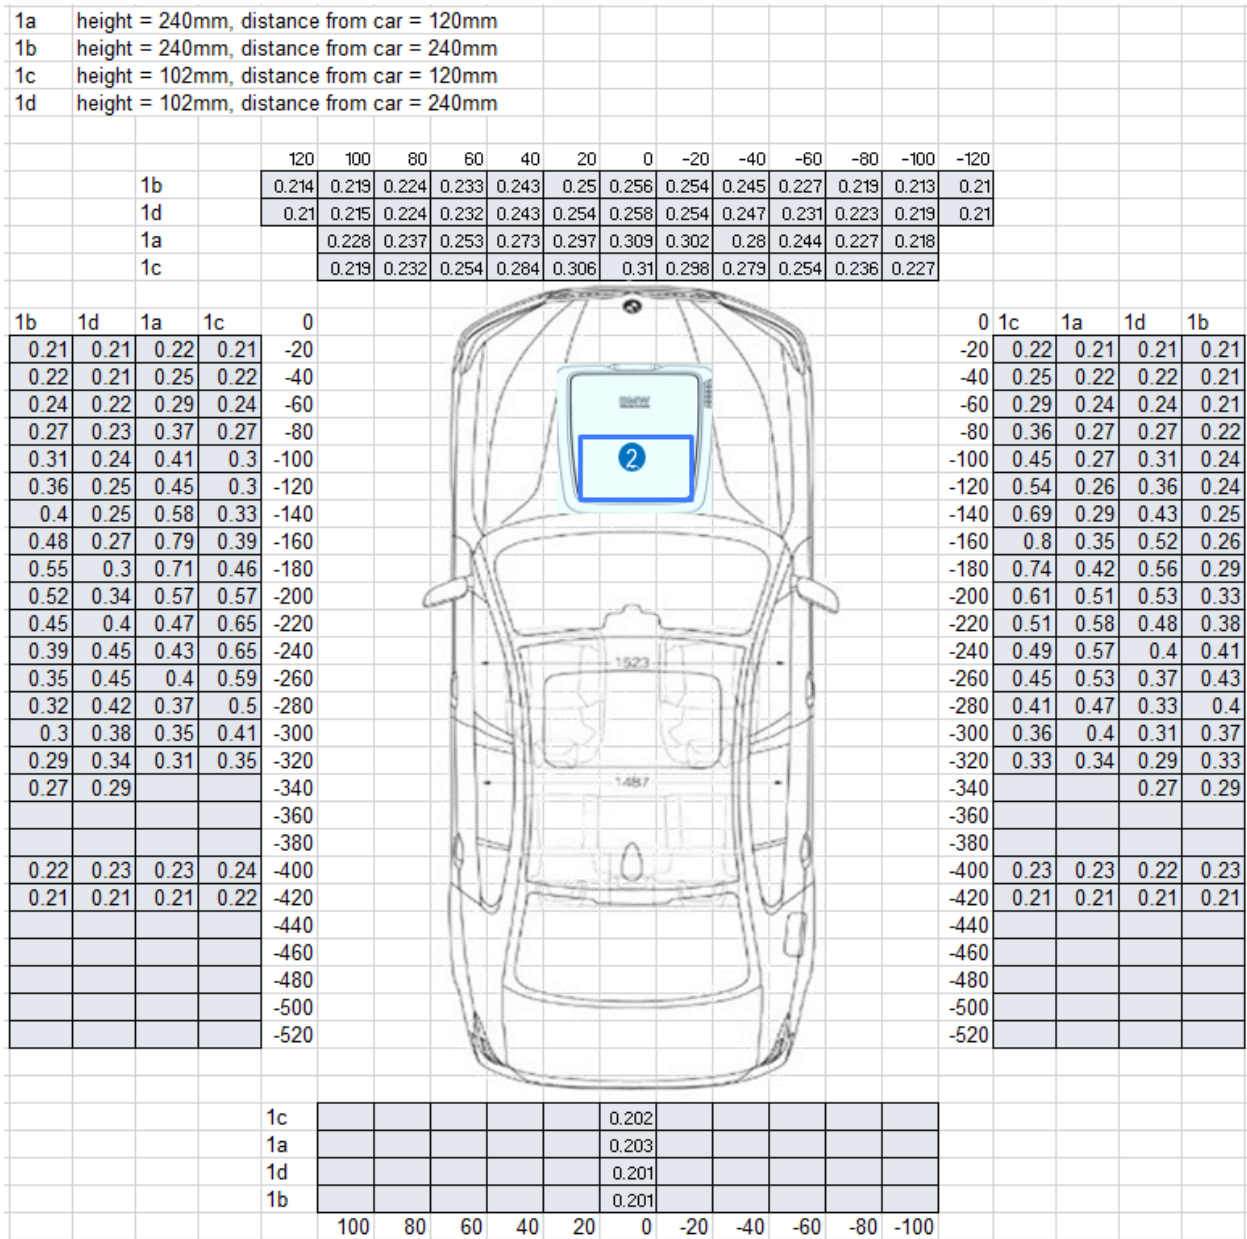 1a height = 240mm, distance from car = 120mm
1b height = 240mm, distance from car = 240mm
1c height = 102mm, distance from car = 120mm
1d height = 102mm, distance from car = 240mm
120 100 80 60 40 20 0 -20 -40 -60 -80 -100 -120
1b 0.214 0.219 0.224 0.233 0.243 0.25 0.256 0.254 0.245 0.227 0.219 0.213 0.21
1d 0.21 0.215 0.224 0.232 0.243 0.254 0.258 0.254 0.247 0.231 0.223 0.219 0.21
1a 0.228 0.237 0.253 0.273 0.297 0.309 0.302 0.28 0.244 0.227 0.218
1c 0.219 0.232 0.254 0.284 0.306 0.31 0.298 0.279 0.254 0.236 0.227
1b 1d 1a 1c 0 0 1c 1a 1d 1b
0.21 0.21 0.22 0.21 -20 -20 0.22 0.21 0.21 0.21
0.22 0.21 0.25 0.22 -40 -40 0.25 0.22 0.22 0.21
0.24 0.22 0.29 0.24 -60 BMW -60 0.29 0.24 0.24 0.21
0.27 0.23 0.37 0.27 -80 -80 0.36 0.27 0.27 0.22
0.31 0.24 0.41 0.3 -100 2 -100 0.45 0.27 0.31 0.24
0.36 0.25 0.45 0.3 -120 -120 0.54 0.26 0.36 0.24
0.4 0.25 0.58 0.33 -140 -140 0.69 0.29 0.43 0.25
0.48 0.27 0.79 0.39 -160 -160 0.8 0.35 0.52 0.26
0.55 0.3 0.71 0.46 -180 -180 0.74 0.42 0.56 0.29
0.52 0.34 0.57 0.57 -200 -200 0.61 0.51 0.53 0.33
0.45 0.4 0.47 0.65 -220 -220 0.51 0.58 0.48 0.38
0.39 0.45 0.43 0.65 -240 1523 -240 0.49 0.57 0.4 0.41
0.35 0.45 0.4 0.59 -260 -260 0.45 0.53 0.37 0.43
0.32 0.42 0.37 0.5 -280 -280 0.41 0.47 0.33 0.4
0.3 0.38 0.35 0.41 -300 -300 0.36 0.4 0.31 0.37
0.29 0.34 0.31 0.35 -320 -320 0.33 0.34 0.29 0.33
0.27 0.29 -340 1487 -340 0.27 0.29
-360 -360
-380 -380
0.22 0.23 0.23 0.24 -400 -400 0.23 0.23 0.22 0.23
0.21 0.21 0.21 0.22 -420 -420 0.21 0.21 0.21 0.21
-440 -440
-460 -460
-480 -480
-500 -500
-520 -520
1c 0.202
1a 0.203
1d 0.201
1b 0.201
100 80 60 40 20 0 -20 -40 -60 -80 -100